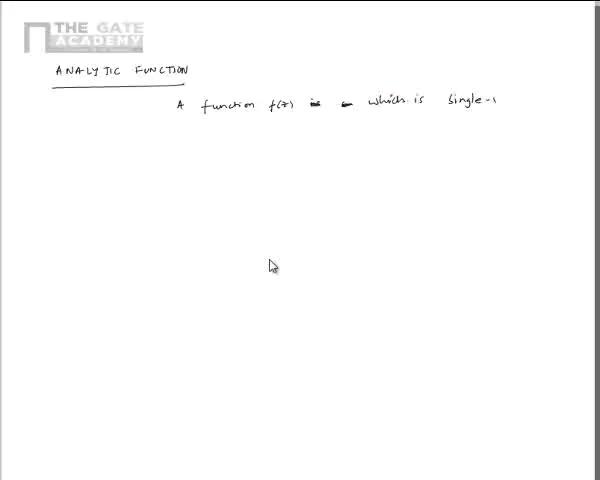 THE GATE
ACADEMY
ANALYTIC FUNCTION
A function f(z) which is single-